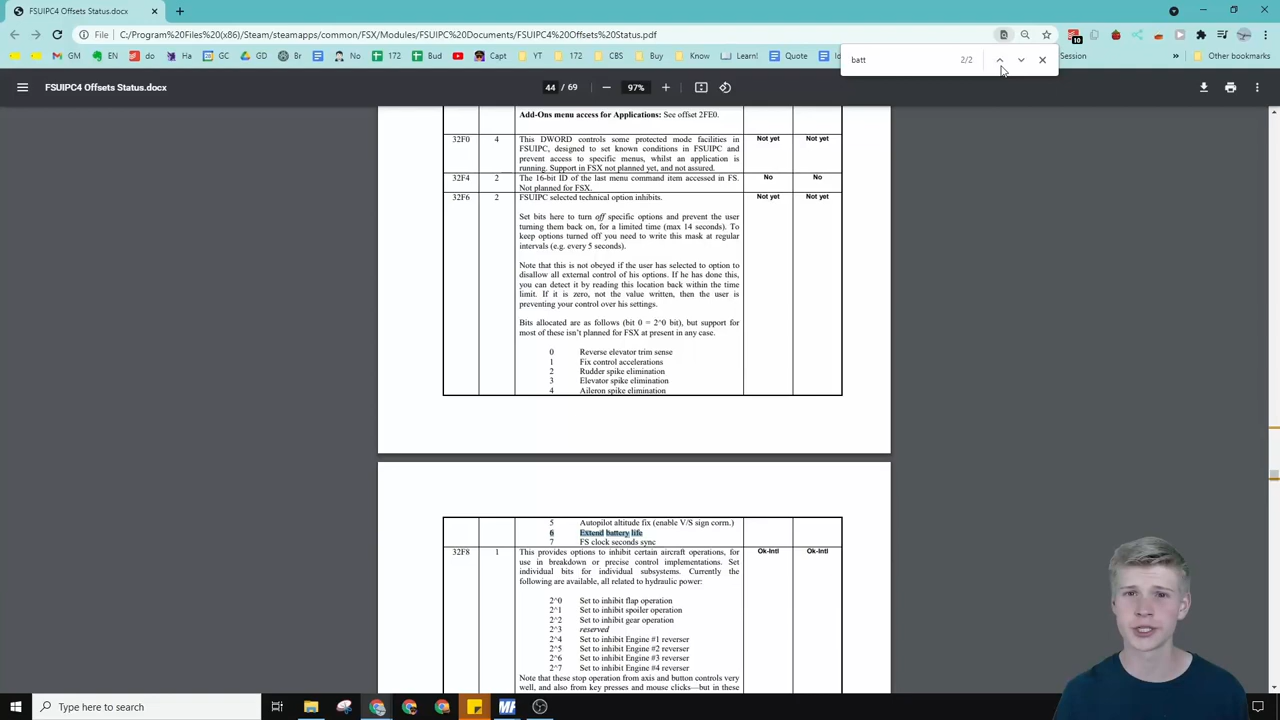 FSUIPC4 Offsets Status.docx
File
C:/Program%20Files%20(x86)/Steam/steamapps/common/FSX/Modules/FSUIPC%20Documents/FSUIPC4%20Offsets%20Status.pdf
10
Django
Ha
GC
GMG
GD
172
Bud
Captn
YT
172
CBS
Buy
Know
Lit
Quote
Session
»
Other bookmarks
batt
2/2
FSUIPC4 Offsets Status.docx
44 / 69
97%
Add-Ons menu access for Applications: See offset 2FE0.
32F0 4 This DWORD controls some protected mode facilities in Not yet Not yet
FSUIPC, designed to set known conditions in FSUIPC and
prevent access to specific menus, whilst an application is
running. Support in FSX not planned yet, and not assured.
32F4 2 The 16-bit ID of the last menu command item accessed in FS. No No
Not planned for FSX.
32F6 2 FSUIPC selected technical option inhibits. Not yet Not yet
Set bits here to turn off specific options and prevent the user
turning them back on, for a limited time (max 14 seconds). To
keep options turned off you need to write this mask at regular
intervals (e.g. every 5 seconds).
Note that this is not obeyed if the user has selected to option to
disallow all external control of his options. If he has done this,
you can detect it by reading this location back within the time
limit. If it is zero, not the value written, then the user is
preventing your control over his settings.
Bits allocated are as follows (bit 0 = 2^0 bit), but support for
most of these isn't planned for FSX at present in any case.
0 Reverse elevator trim sense
1 Fix control accelerations
2 Rudder spike elimination
3 Elevator spike elimination
4 Aileron spike elimination
5 Autopilot altitude fix (enable V/S sign corrn.)
6 Extend battery life
7 FS clock seconds sync
32F8 1 This provides options to inhibit certain aircraft operations, for Ok-Intl Ok-Intl
use in breakdown or precise control implementations. Set
individual bits for individual subsystems. Currently the
following are available, all related to hydraulic power:
2^0 Set to inhibit flap operation
2^1 Set to inhibit spoiler operation
2^2 Set to inhibit gear operation
2^3 reserved
2^4 Set to inhibit Engine #1 reverser
2^5 Set to inhibit Engine #2 reverser
2^6 Set to inhibit Engine #3 reverser
2^7 Set to inhibit Engine #4 reverser
Note that these stop operation from axis and button controls very
well, and also from key presses and mouse clicks—but in these
Type here to search
MF